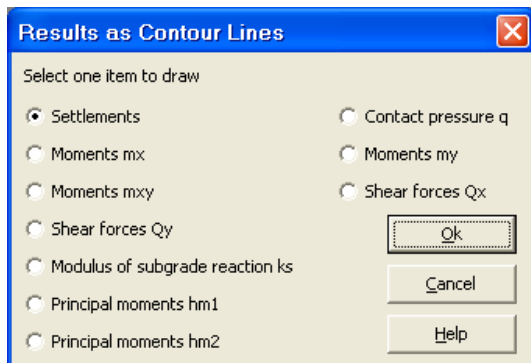 Results as Contour Lines
Select one item to draw
Settlements
Contact pressure q
Moments mx
Moments my
Moments mxy
Shear forces Qx
Shear forces Qy
Ok
Modulus of subgrade reaction ks
Cancel
Principal moments hm1
Principal moments hm2
Help